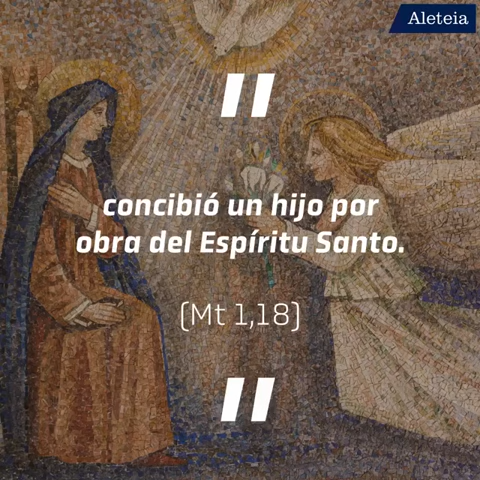 Aleteia
"
concibió un hijo por
obra del Espíritu Santo.
(Mt 1,18)
"